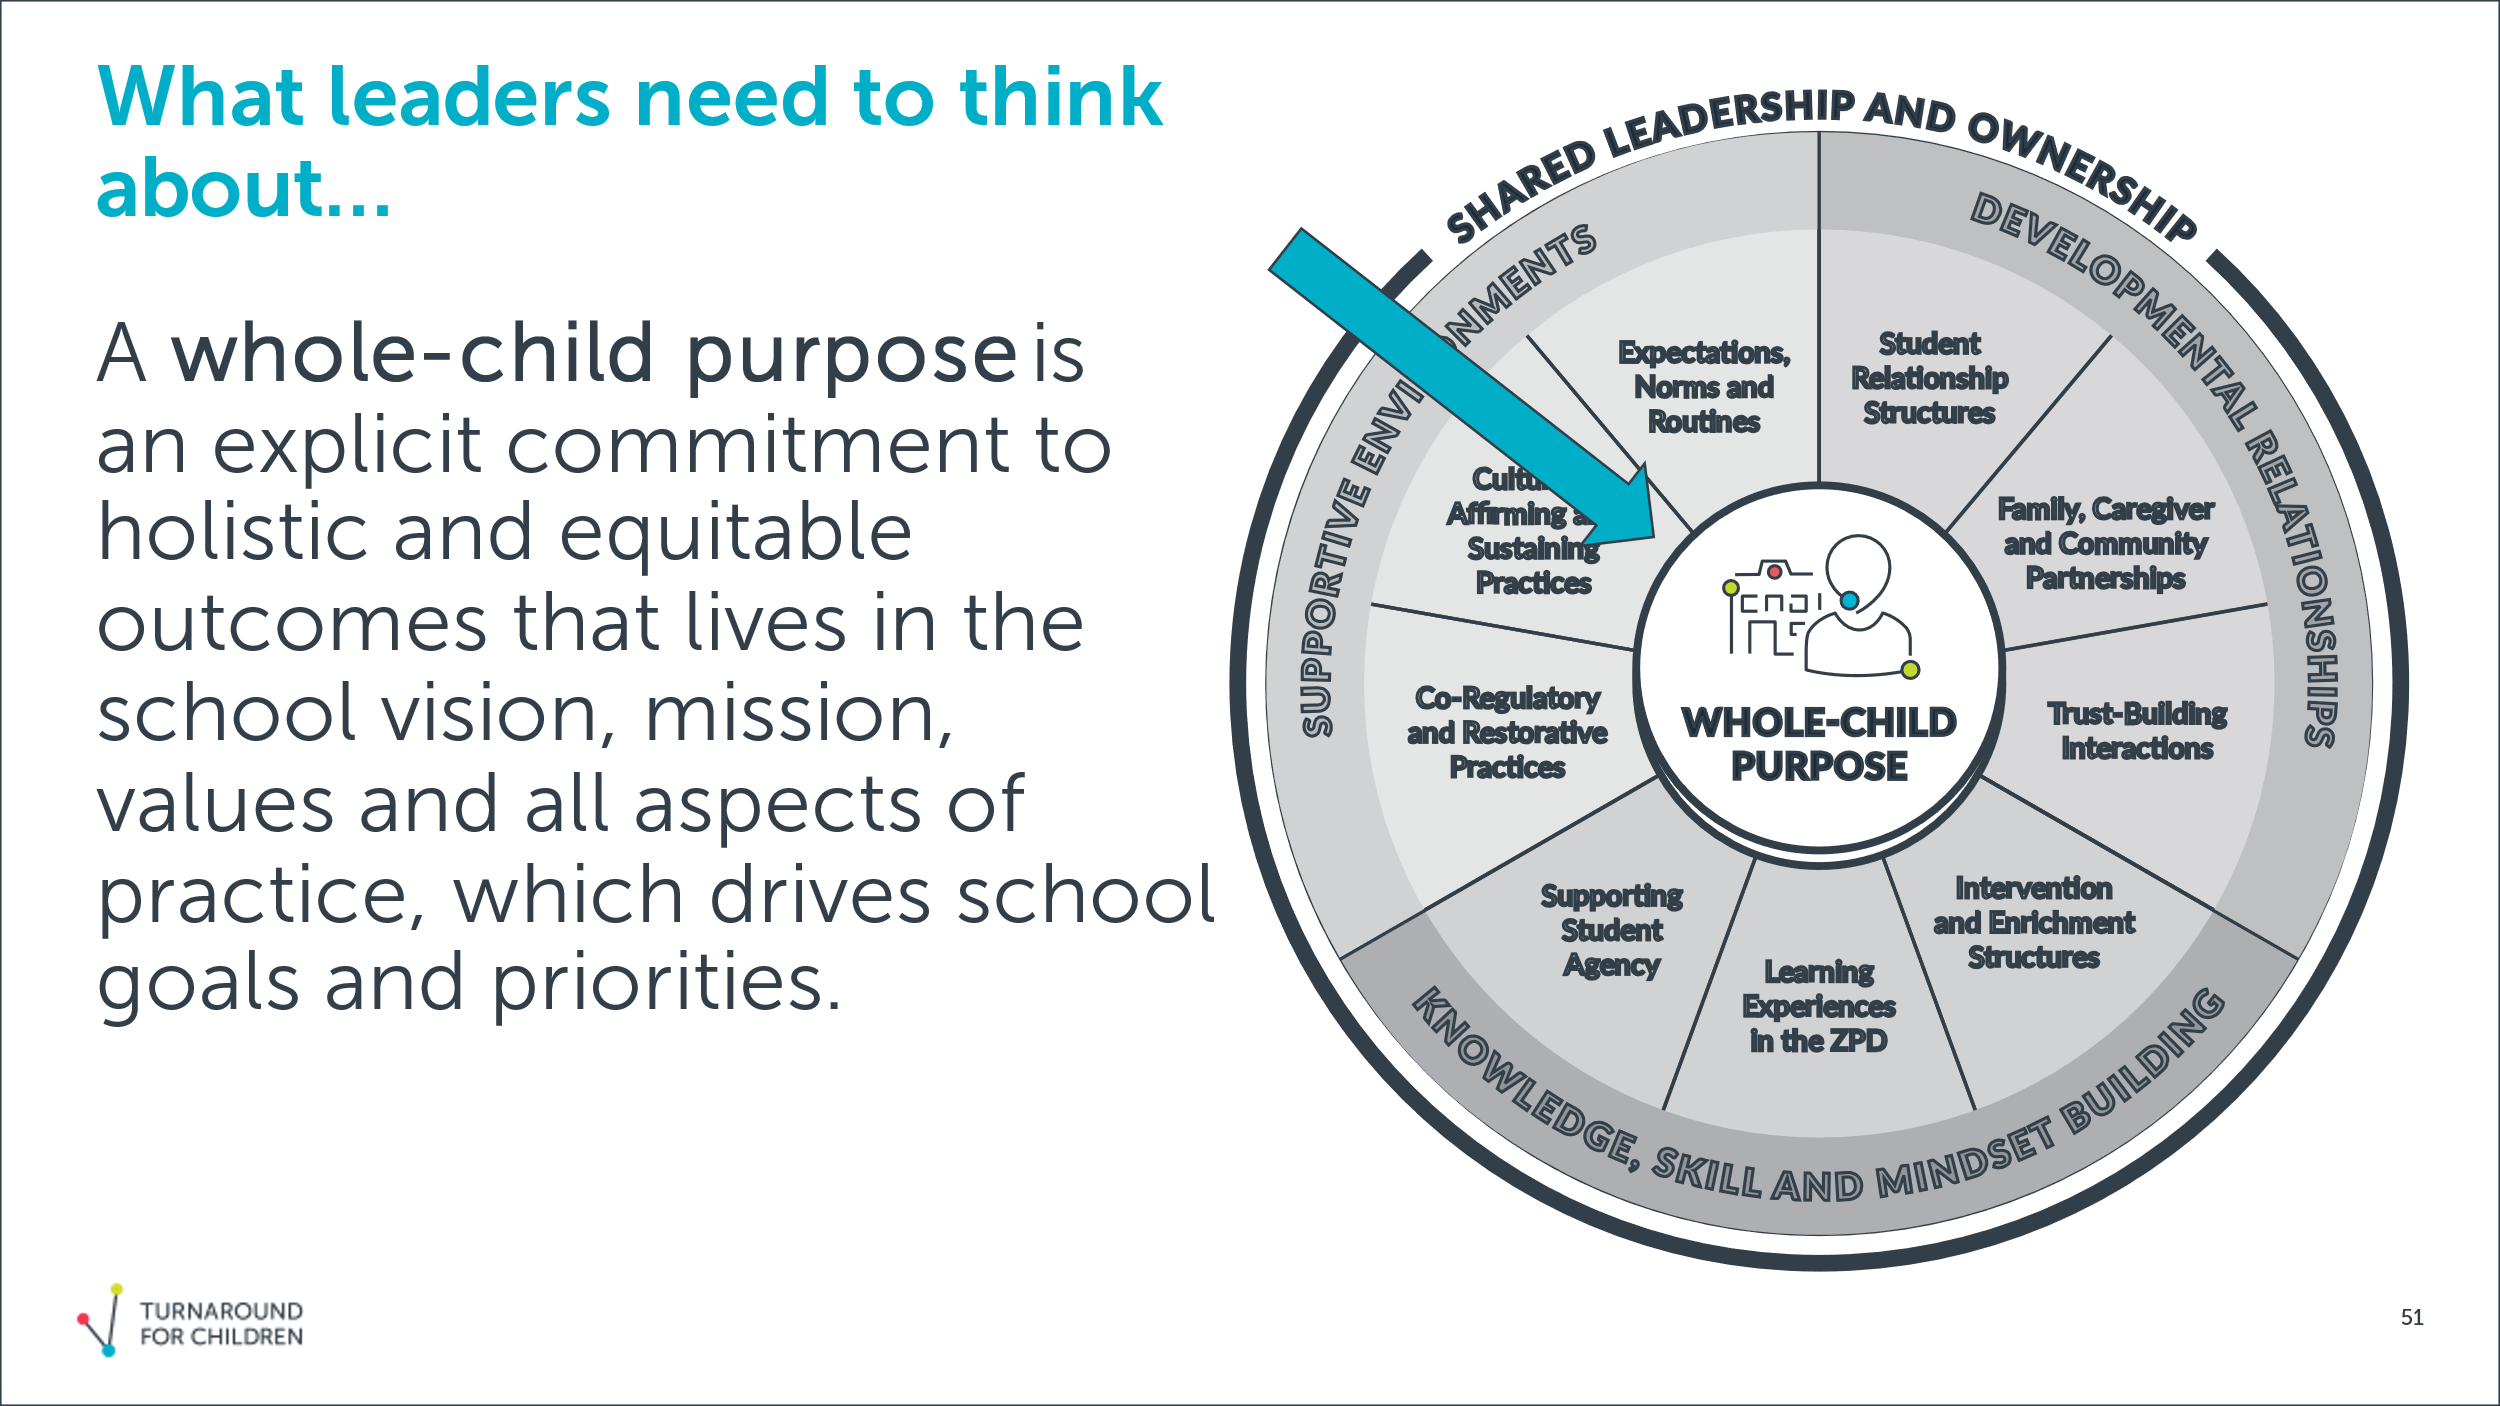 What leaders need to think
about...
A whole-child purpose is
an explicit commitment to
holistic and equitable
outcomes that lives in the
school vision, mission,
values and all aspects of
practice, which drives school
goals and priorities.
SHARED LEADERSHIP AND OWNERSHIP
DEVELOPMENTAL RELATIONSHIPS
Student
Relationship
Structures
Family, Caregiver
and Community
Partnerships
Trust-Building
Interactions
KNOWLEDGE, SKILL AND MINDSET BUILDING
Intervention
and Enrichment
Structures
Learning
Experiences
in the ZPD
Supporting
Student
Agency
SUPPORTIVE
Co-Regulatory
and Restorative
Practices
Affirming
Sustaining
Practices
Expectations,
Norms and
Routines
WHOLE-CHILD
PURPOSE
TURNAROUND
FOR CHILDREN
51